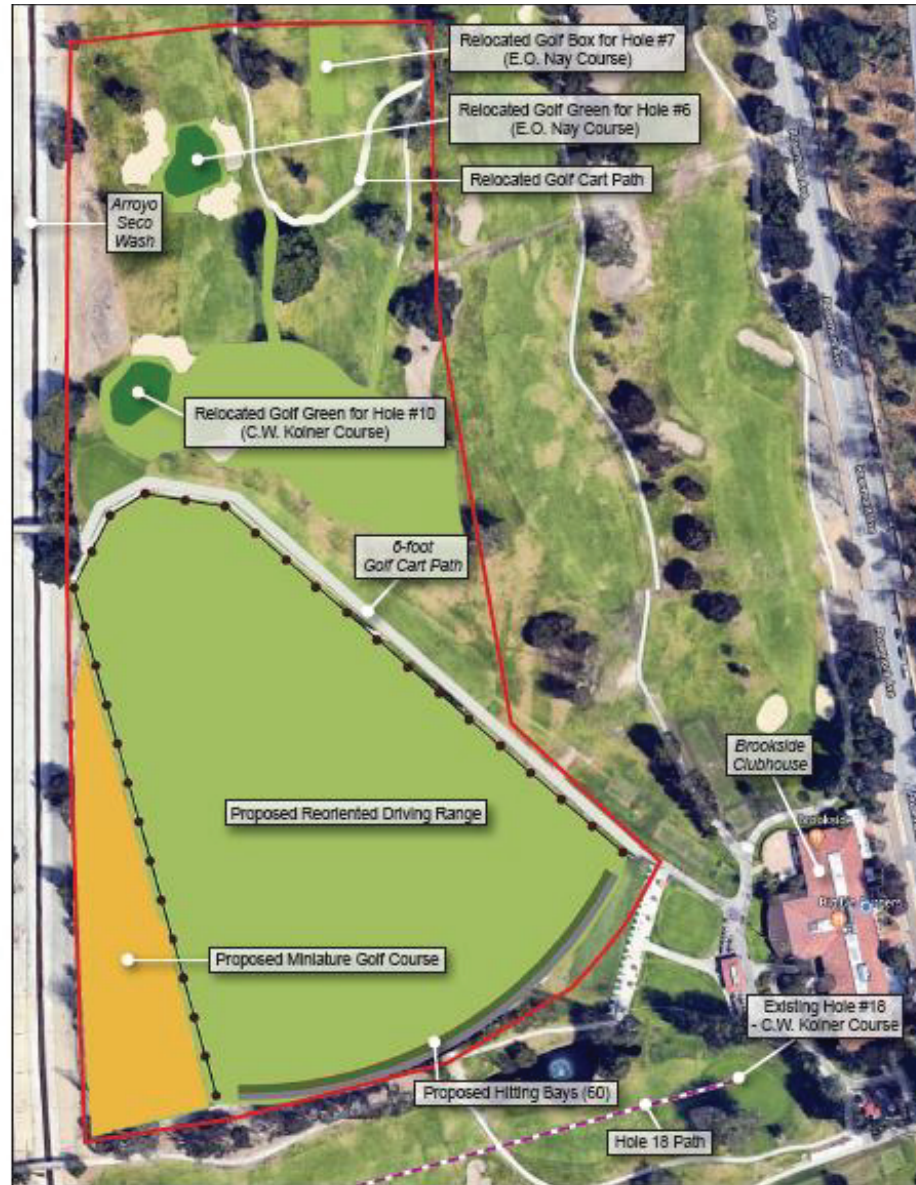 Relocated Golf Box for Hole #7
(E.O. Nay Course)
Relocated Golf Green for Hole #6
(E.O. Nay Course)
Relocated Golf Cart Path
Arroyo
Seco
Wash
Relocated Golf Green for Hole #10
(C.W. Koiner Course)
6-foot
Golf Cart Path
Brookside
Clubhouse
Brookside
Proposed Reoriented Driving Range
Proposed Miniature Golf Course
Existing Hole #18
- C.W. Koiner Course
Proposed Hitting Bays (60)
Hole 18 Path